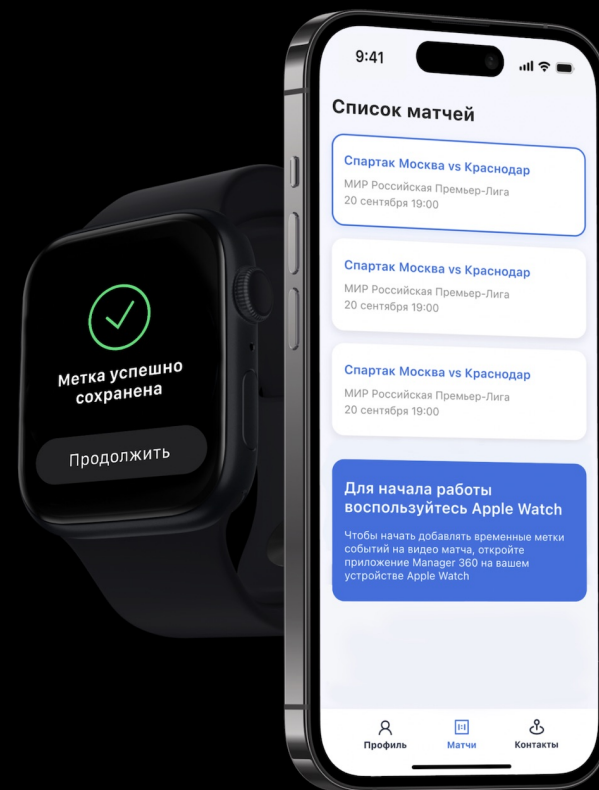 Метка успешно
сохранена
Продолжить
9:41
Список матчей
Спартак Москва vs Краснодар
МИР Российская Премьер-Лига
20 сентября 19:00
Спартак Москва vs Краснодар
МИР Российская Премьер-Лига
20 сентября 19:00
Спартак Москва vs Краснодар
МИР Российская Премьер-Лига
20 сентября 19:00
Для начала работы
воспользуйтесь Apple Watch
Чтобы начать добавлять временные метки
событий на видео матча, откройте
приложение Manager 360 на вашем
устройстве Apple Watch
1:1
Профиль
Матчи
Контакты